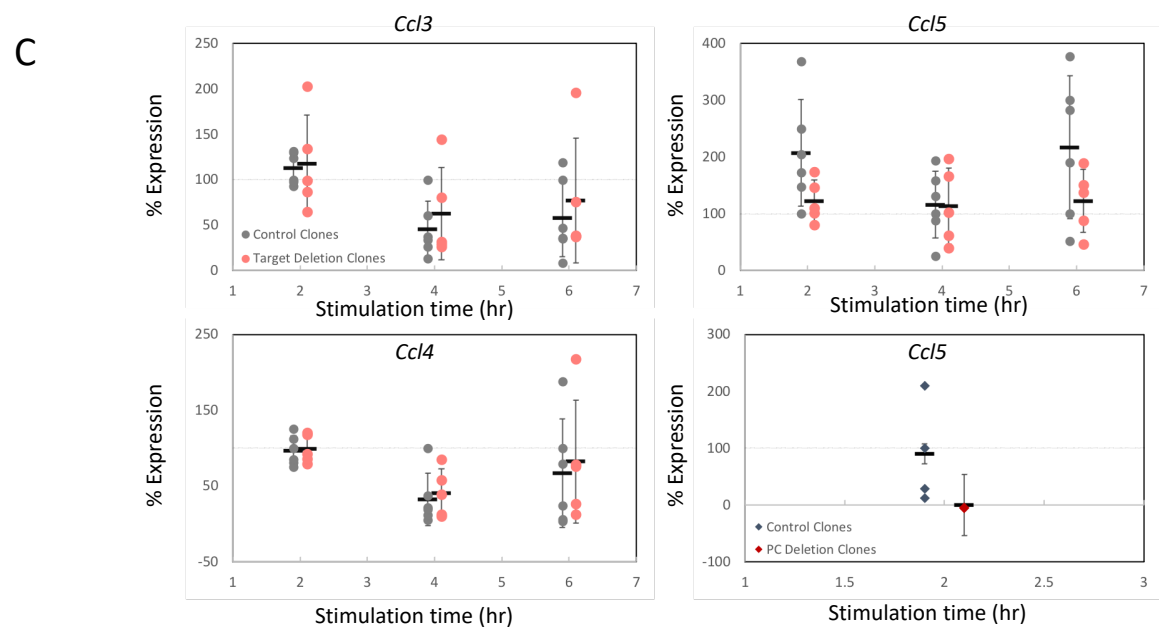 C
Ccl3
% Expression
250
200
150
100
50
0
Control Clones
Target Deletion Clones
1 2 3 4 5 6 7
Stimulation time (hr)
Ccl5
% Expression
400
300
200
100
0
1 2 3 4 5 6 7
Stimulation time (hr)
Ccl4
% Expression
250
150
50
-50
1 2 3 4 5 6 7
Stimulation time (hr)
Ccl5
% Expression
300
200
100
0
-100
Control Clones
PC Deletion Clones
1 1.5 2 2.5 3
Stimulation time (hr)